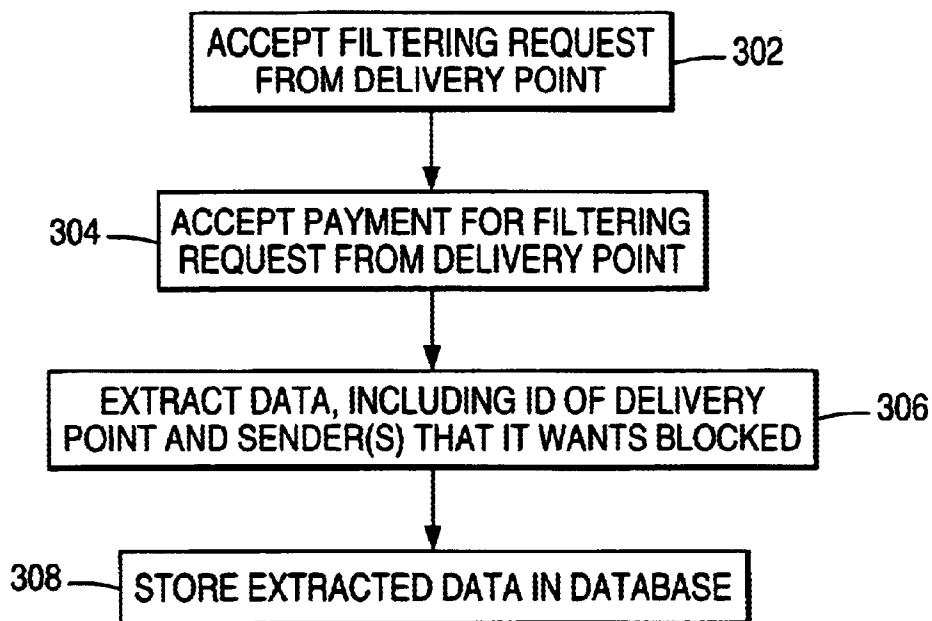 ACCEPT FILTERING REQUEST
FROM DELIVERY POINT
302
304
ACCEPT PAYMENT FOR FILTERING
REQUEST FROM DELIVERY POINT
EXTRACT DATA, INCLUDING ID OF DELIVERY
POINT AND SENDER(S) THAT IT WANTS BLOCKED
306
308
STORE EXTRACTED DATA IN DATABASE